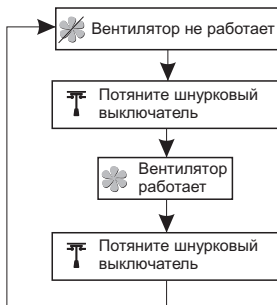 Вентилятор не работает
Потяните шнурковый
выключатель
Вентилятор
работает
Потяните шнурковый
выключатель